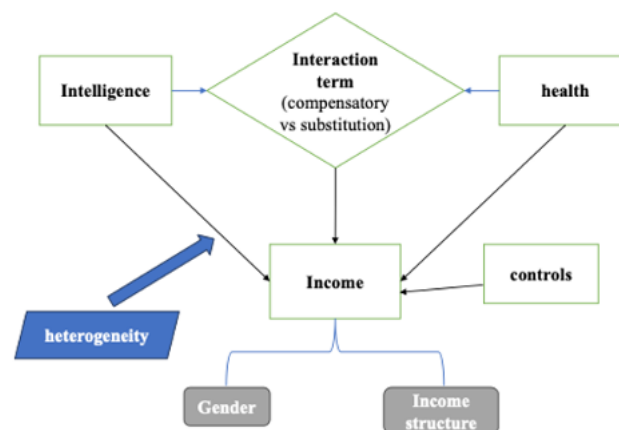 Intelligence
Interaction
term
(compensatory
vs substitution)
health
Income
controls
heterogeneity
Gender
Income
structure